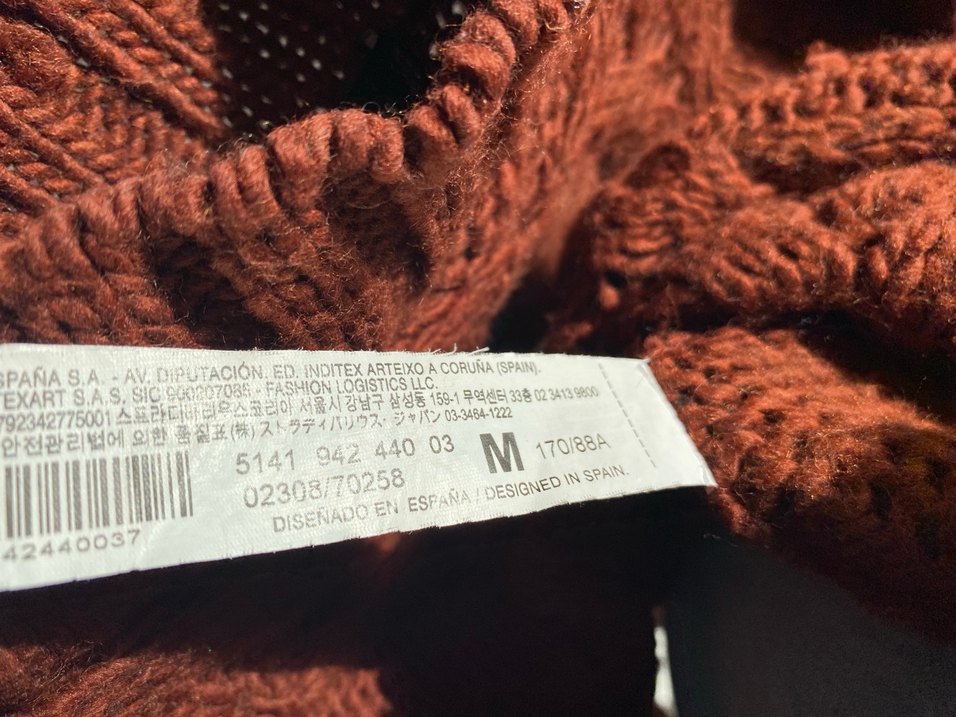 SPAÑA S.A. - AV. DIPUTACIÓN. ED. INDITEX ARTEIXO A CORUÑA (SPAIN).
TEXART S.A.S. SIC 900207038 - FASHION LOGISTICS LLC.
792342775001 스트라디바리우스코리아 서울시 강남구 삼성동 159-1 무역센터 33층 02 3413 9800
안전관리법에 의한 품질표(株)ストラディバリウス・ジャパン 03-3464-1222
5141 942 440 03 M 170/88A
02308/70258
DISEÑADO EN ESPAÑA / DESIGNED IN SPAIN.
42440037